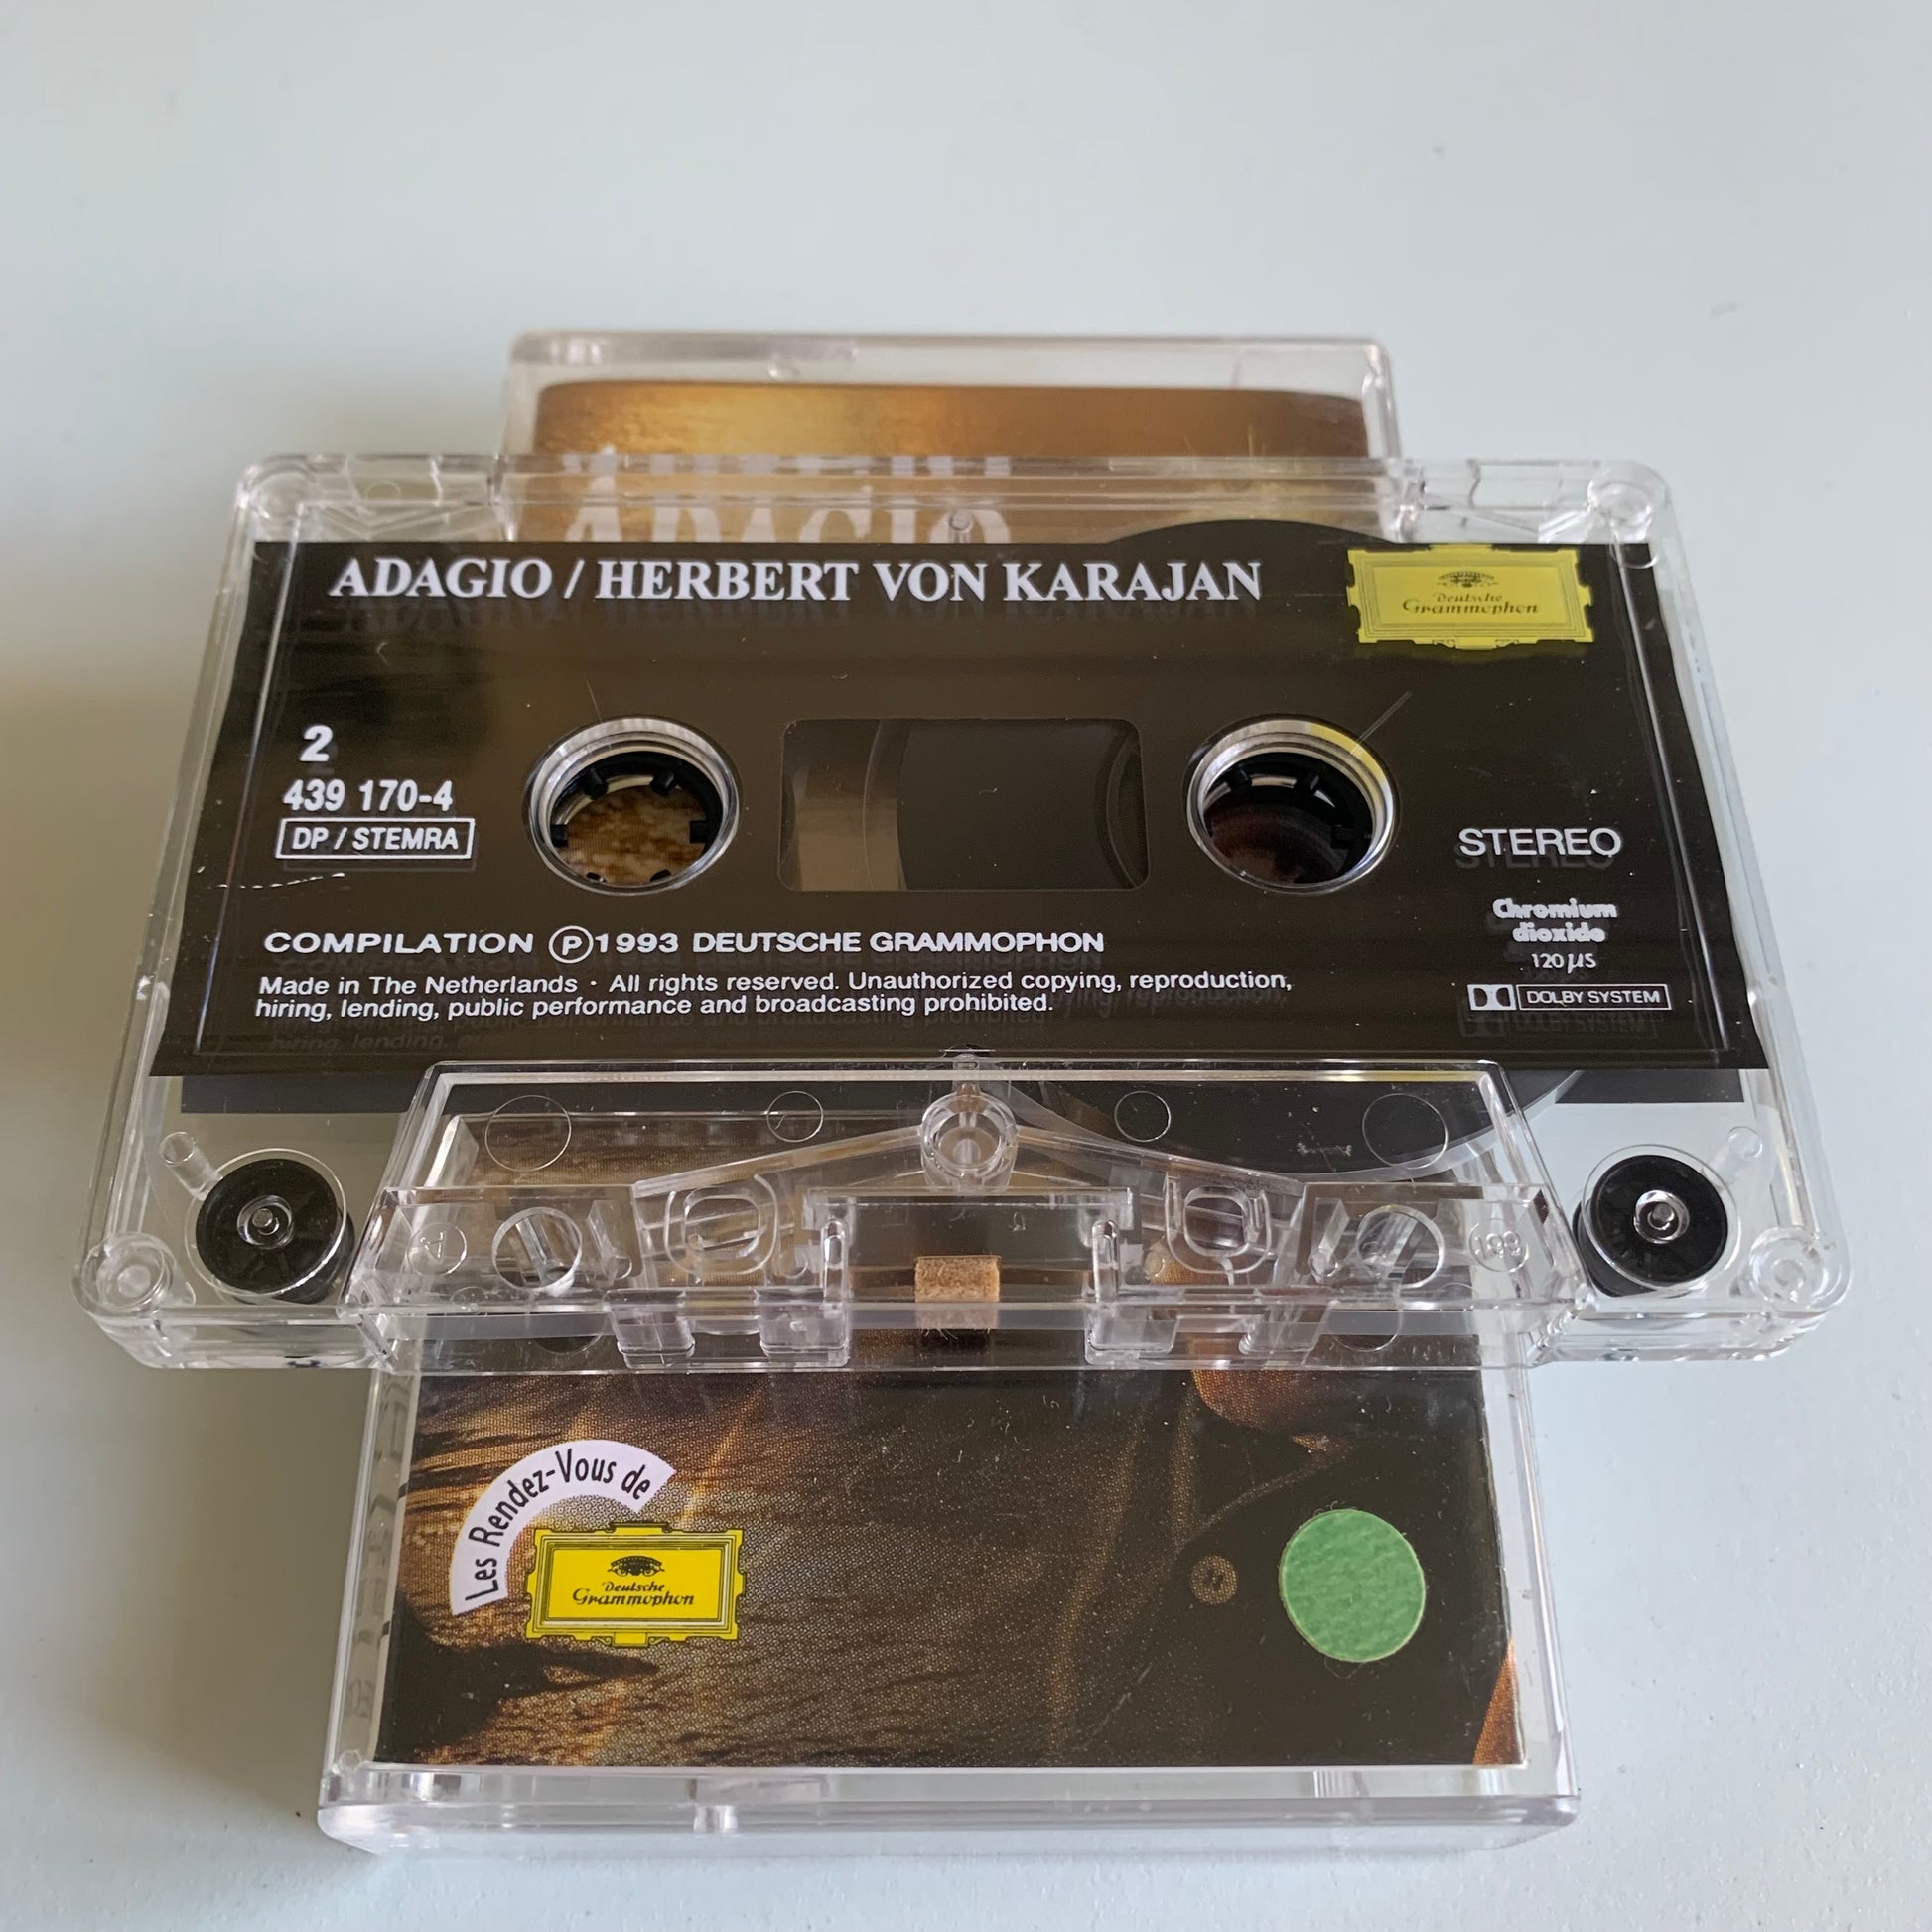 ADAGIO
ADAGIO / HERBERT VON KARAJAN
Deutsche
Grammophon
2
439 170-4
DP / STEMRA
STEREO
Chromium
dioxide
120 µs
DOLBY SYSTEM
COMPILATION Ⓟ 1993 DEUTSCHE GRAMMOPHON
Made in The Netherlands · All rights reserved. Unauthorized copying, reproduction,
hiring, lending, public performance and broadcasting prohibited.
Les Rendez-Vous de
Deutsche
Grammophon